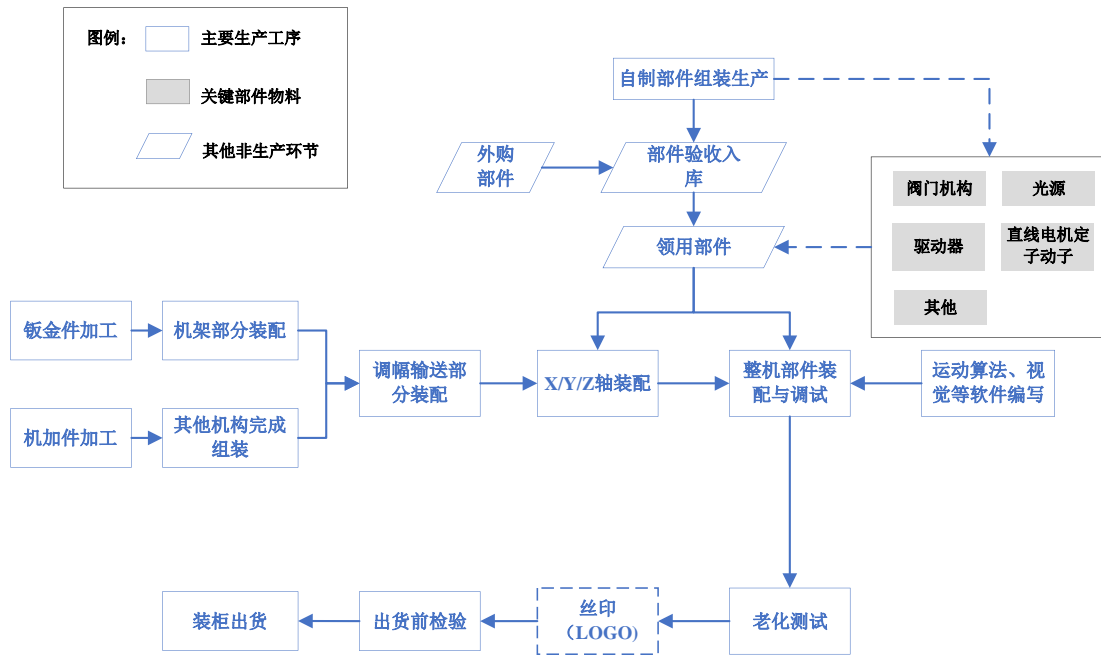 图例：
主要生产工序
关键部件物料
其他非生产环节
自制部件组装生产
外购
部件
部件验收入
库
领用部件
阀门机构
光源
驱动器
直线电机定
子动子
其他
钣金件加工
机架部分装配
机加件加工
其他机构完成
组装
调幅输送部
分装配
X/Y/Z轴装配
整机部件装
配与调试
运动算法、视
觉等软件编写
装柜出货
出货前检验
丝印
（LOGO)
老化测试